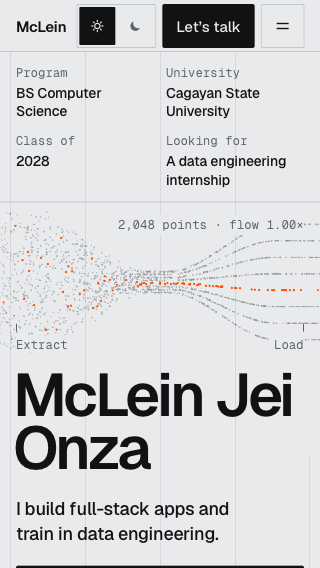 McLein
Let's talk
Program
BS Computer
Science
University
Cagayan State
University
Class of
2028
Looking for
A data engineering
internship
2,048 points · flow 1.00×
Extract
Load
McLein Jei
Onza
I build full-stack apps and
train in data engineering.